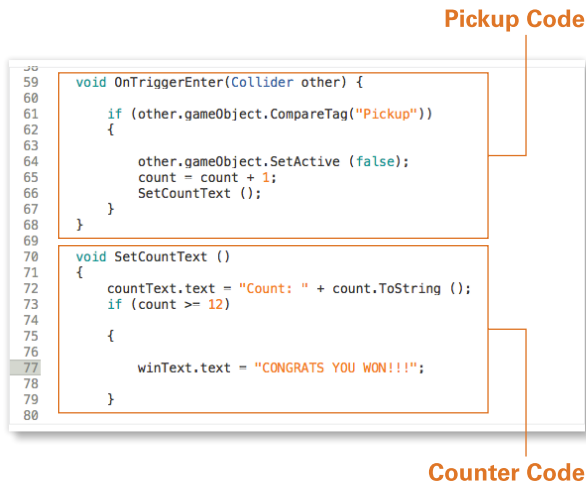 Pickup Code
58
59 void OnTriggerEnter(Collider other) {
60
61 if (other.gameObject.CompareTag("Pickup"))
62 {
63
64 other.gameObject.SetActive (false);
65 count = count + 1;
66 SetCountText ();
67 }
68 }
69
70 void SetCountText ()
71 {
72 countText.text = "Count: " + count.ToString ();
73 if (count >= 12)
74
75 {
76
77 winText.text = "CONGRATS YOU WON!!!";
78
79 }
80
Counter Code